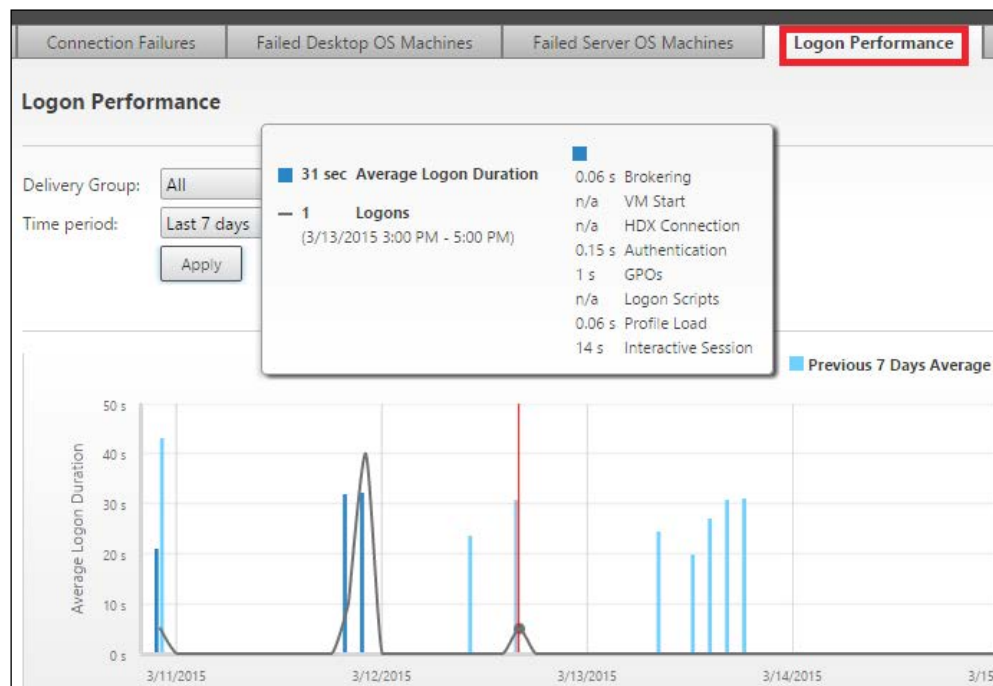 Connection Failures
Failed Desktop OS Machines
Failed Server OS Machines
Logon Performance
Logon Performance
Delivery Group: All
Time period: Last 7 days
Apply
31 sec Average Logon Duration
1 Logons
(3/13/2015 3:00 PM - 5:00 PM)
0.06 s Brokering
n/a VM Start
n/a HDX Connection
0.15 s Authentication
1 s GPOs
n/a Logon Scripts
0.06 s Profile Load
14 s Interactive Session
Previous 7 Days Average
Average Logon Duration
50 s
40 s
30 s
20 s
10 s
0 s
3/11/2015
3/12/2015
3/13/2015
3/14/2015
3/15